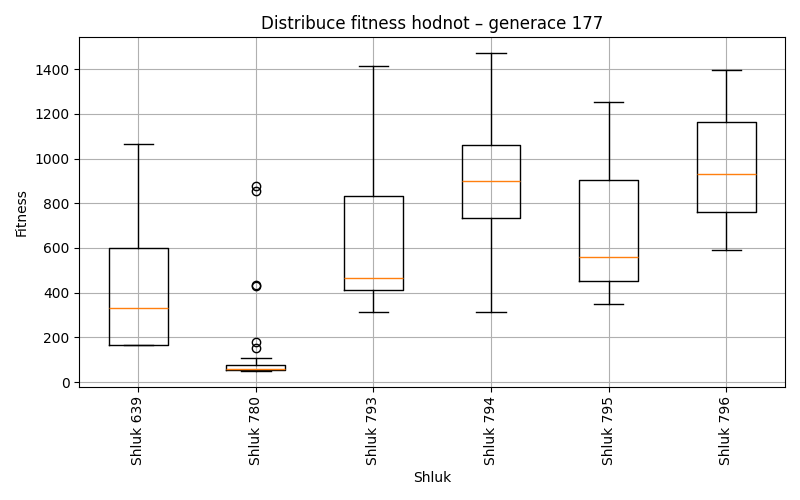 Distribuce fitness hodnot – generace 177
Fitness
1400
1200
1000
800
600
400
200
0
Shluk 639
Shluk 780
Shluk 793
Shluk 794
Shluk 795
Shluk 796
Shluk